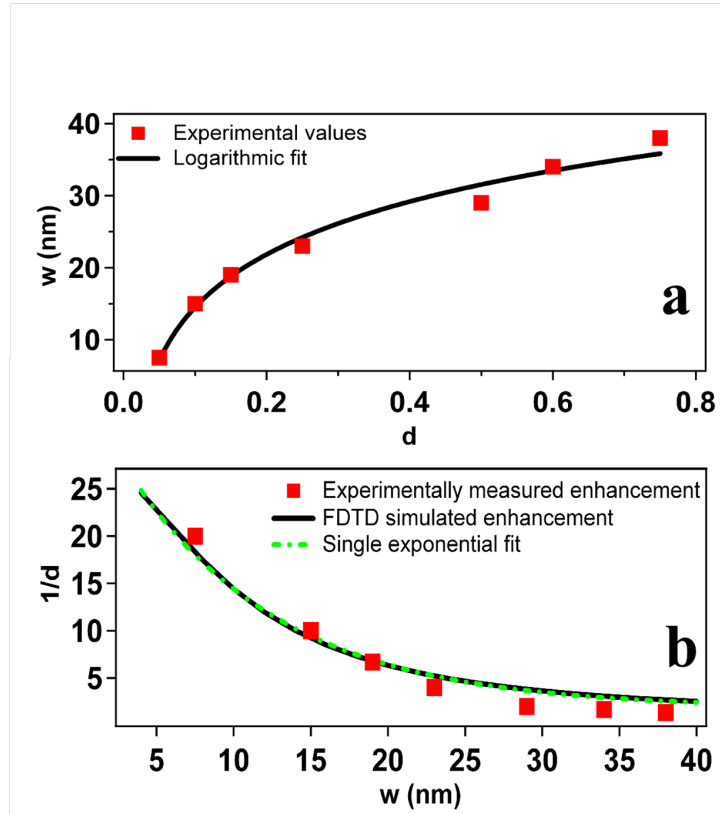 40
30
20
10
w (nm)
Experimental values
Logarithmic fit
a
0.0 0.2 0.4 0.6 0.8
d
25
20
15
10
5
1/d
Experimentally measured enhancement
FDTD simulated enhancement
Single exponential fit
b
5 10 15 20 25 30 35 40
w (nm)